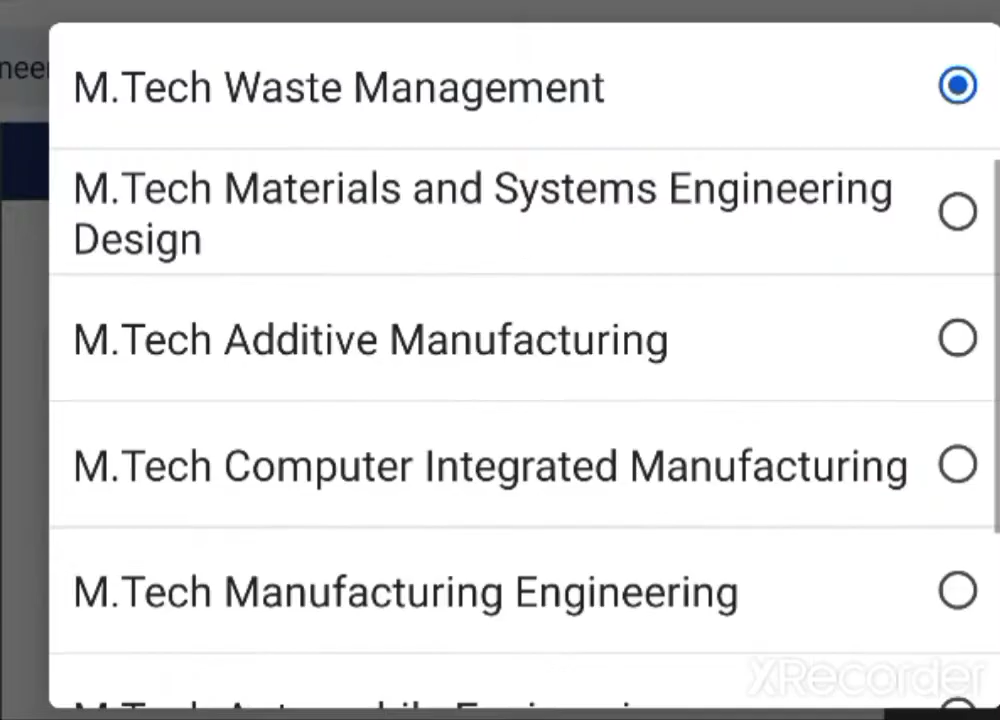 M.Tech Waste Management
M.Tech Materials and Systems Engineering
Design
M.Tech Additive Manufacturing
M.Tech Computer Integrated Manufacturing
M.Tech Manufacturing Engineering
XRecorder